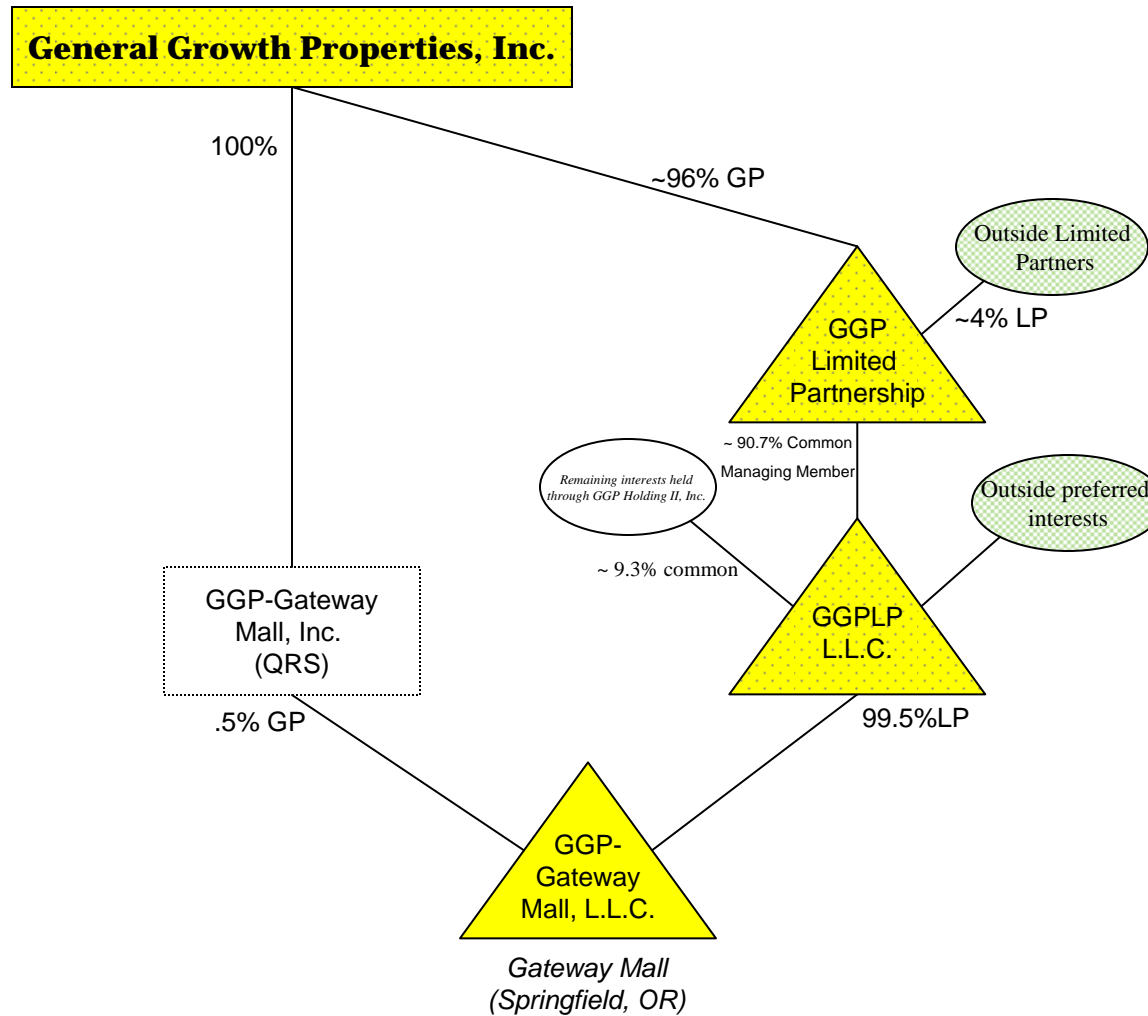 General Growth Properties, Inc.
100%
~96% GP
Outside Limited
Partners
~4% LP
GGP
Limited
Partnership
~ 90.7% Common
Managing Member
Remaining interests held
through GGP Holding II, Inc.
~ 9.3% common
Outside preferred
interests
GGP-Gateway
Mall, Inc.
(QRS)
GGPLP
L.L.C.
.5% GP
99.5%LP
GGP-
Gateway
Mall, L.L.C.
Gateway Mall
(Springfield, OR)